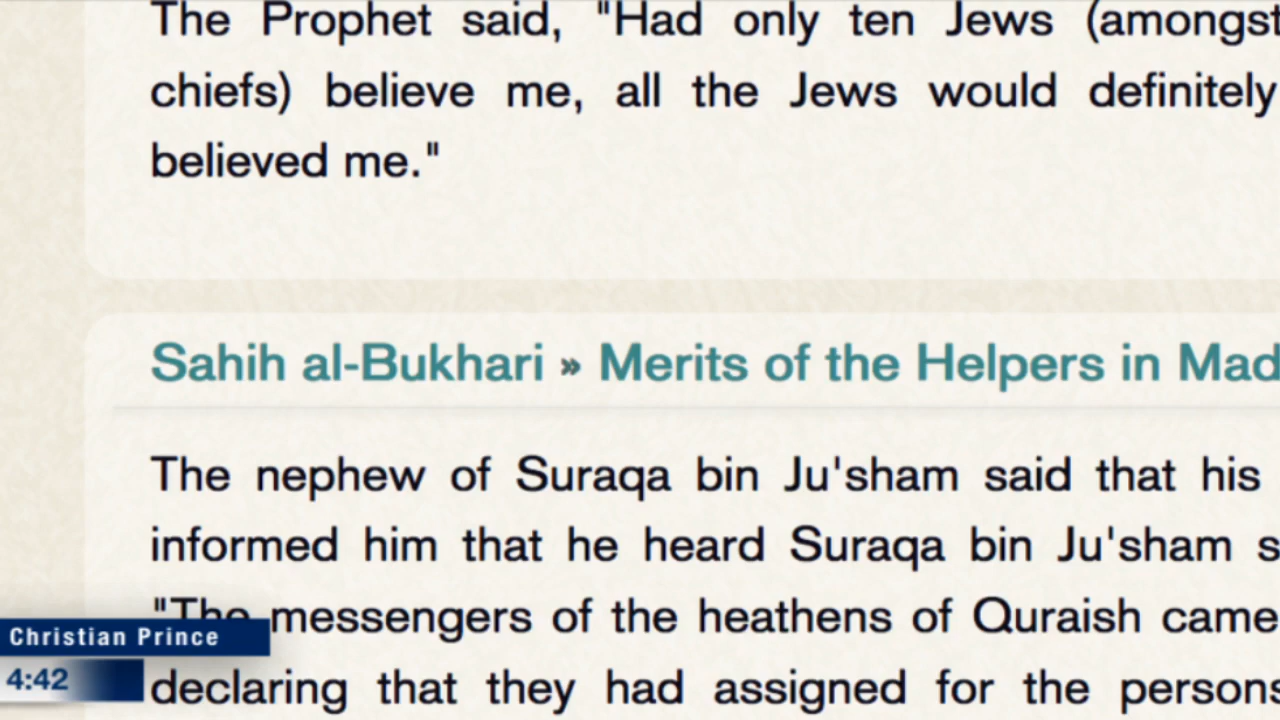 The Prophet said, "Had only ten Jews (amongst
chiefs) believe me, all the Jews would definitely
believed me."
Sahih al-Bukhari » Merits of the Helpers in Mad
The nephew of Suraqa bin Ju'sham said that his
informed him that he heard Suraqa bin Ju'sham s
"The messengers of the heathens of Quraish came
declaring that they had assigned for the persons
Christian Prince
4:42